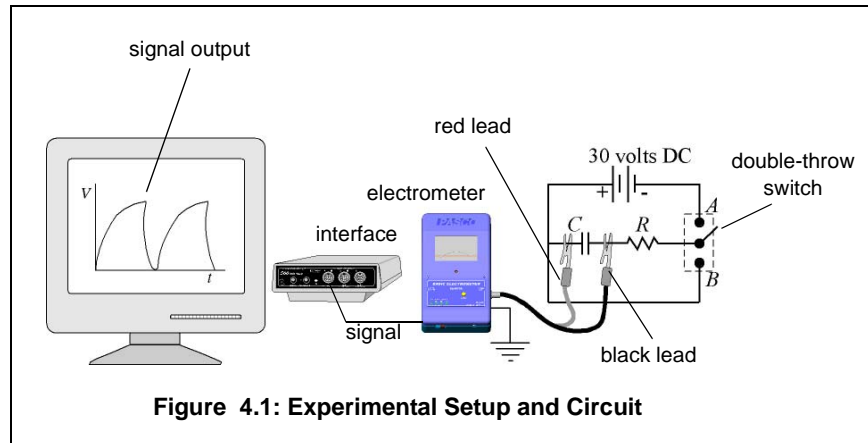 signal output
red lead
30 volts DC
double-throw
switch
+
-
A
electrometer
V
C
R
interface
B
t
signal
black lead
Figure 4.1: Experimental Setup and Circuit